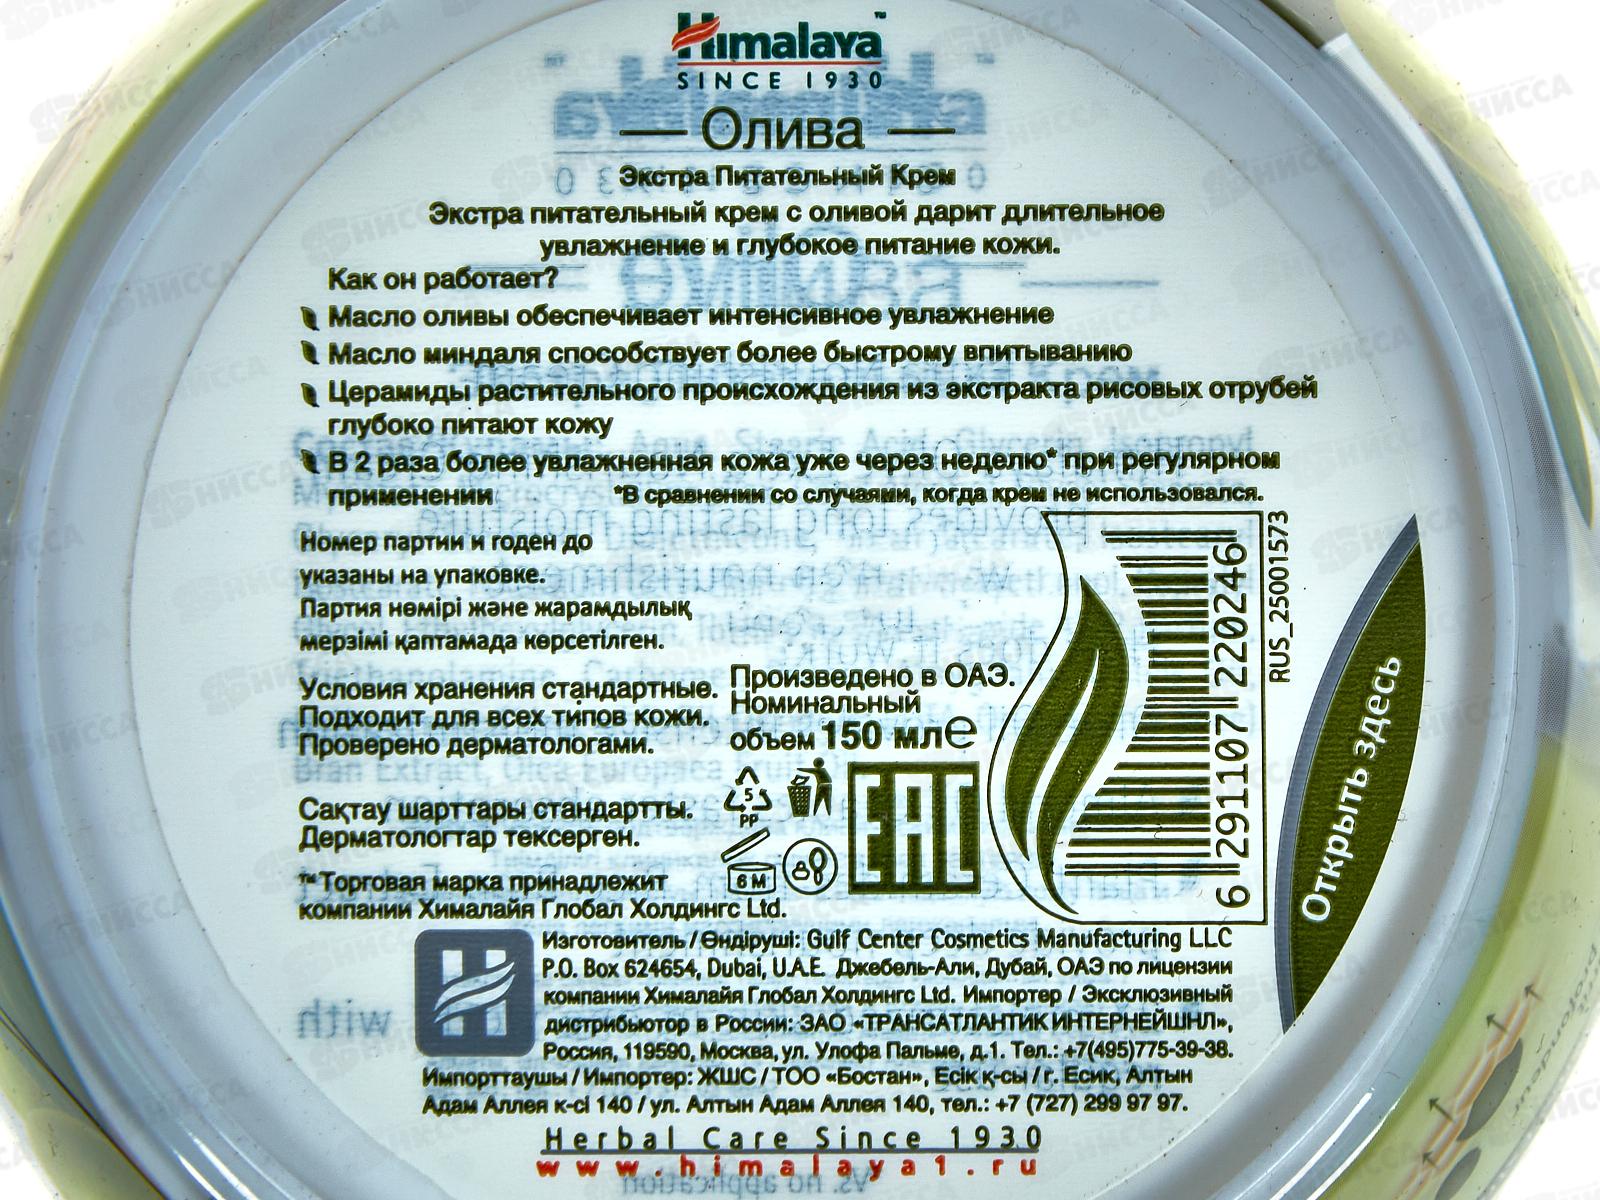 Himalaya™
SINCE 1930
Олива
Экстра Питательный Крем
Экстра питательный крем с оливой дарит длительное
увлажнение и глубокое питание кожи.
Как он работает?
Масло оливы обеспечивает интенсивное увлажнение
Масло миндаля способствует более быстрому впитыванию
Церамиды растительного происхождения из экстракта рисовых отрубей
глубоко питают кожу
В 2 раза более увлажненная кожа уже через неделю* при регулярном
применении *В сравнении со случаями, когда крем не использовался.
Номер партии и годен до
указаны на упаковке.
Партия нөмірі және жарамдылық
мерзімі қаптамада көрсетілген.
Условия хранения стандартные.
Подходит для всех типов кожи.
Проверено дерматологами.
Произведено в ОАЭ.
Номинальный
объем 150 мл℮
Сақтау шарттары стандартты.
Дерматологтар тексерген.
5
PP
6 M
EAC
™Торговая марка принадлежит
компании Хималайя Глобал Холдингс Ltd.
6 291107 220246
RUS_25001573
Открыть здесь
Изготовитель / Өндіруші: Gulf Center Cosmetics Manufacturing LLC
P.O. Box 624654, Dubai, U.A.E. Джебель-Али, Дубай, ОАЭ по лицензии
компании Хималайя Глобал Холдингс Ltd. Импортер / Эксклюзивный
дистрибьютор в России: ЗАО «ТРАНСАТЛАНТИК ИНТЕРНЕЙШНЛ»,
Россия, 119590, Москва, ул. Улофа Пальме, д.1. Тел.: +7(495)775-39-38.
Импорттаушы / Импортер: ЖШС / ТОО «Бостан», Есік қ-сы / г. Есик, Алтын
Адам Аллея к-сі 140 / ул. Алтын Адам Аллея 140, тел.: +7 (727) 299 97 97.
Herbal Care Since 1930
www.himalaya1.ru